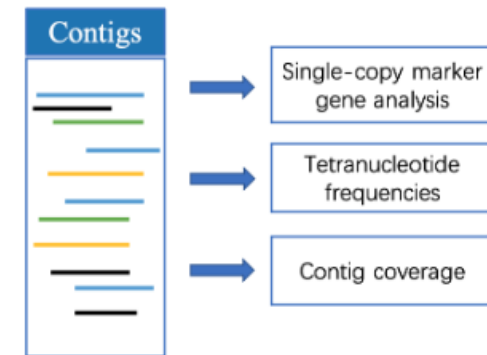 Contigs
Single-copy marker
gene analysis
Tetranucleotide
frequencies
Contig coverage